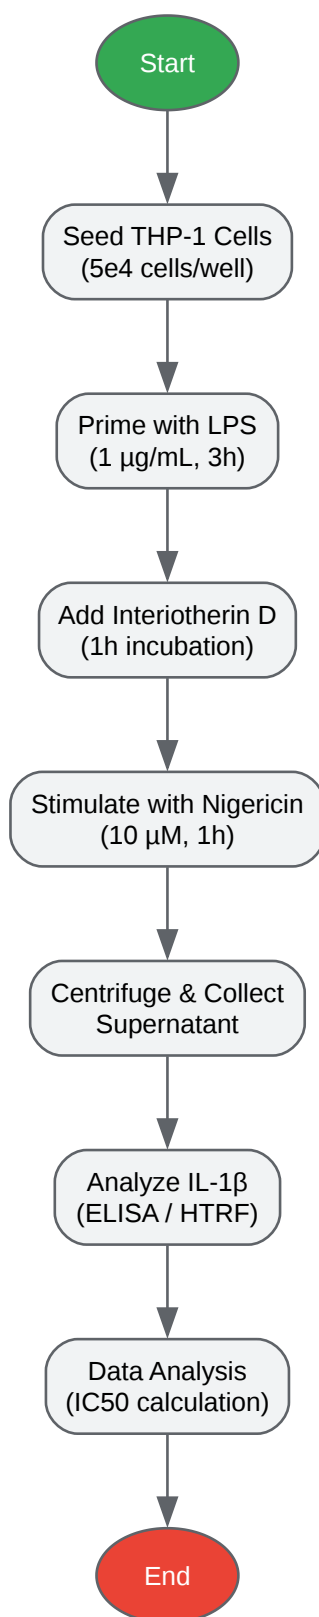 Start
Seed THP-1 Cells
(5e4 cells/well)
Prime with LPS
(1 µg/mL, 3h)
Add Interiotherin D
(1h incubation)
Stimulate with Nigericin
(10 µM, 1h)
Centrifuge & Collect
Supernatant
Analyze IL-1β
(ELISA / HTRF)
Data Analysis
(IC50 calculation)
End